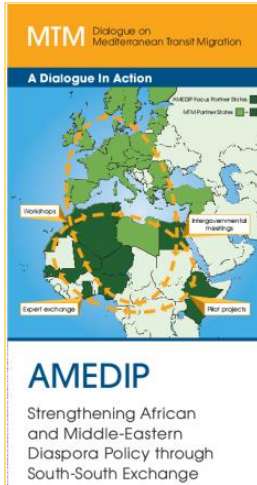 MTM
Dialogue on
Mediterranean Transit Migration
A Dialogue In Action
AMEDIP Focus Partner States
MTM Partner States
Workshops
Intergovernmental
meetings
Expert exchange
Pilot projects
AMEDIP
Strengthening African
and Middle-Eastern
Diaspora Policy through
South-South Exchange